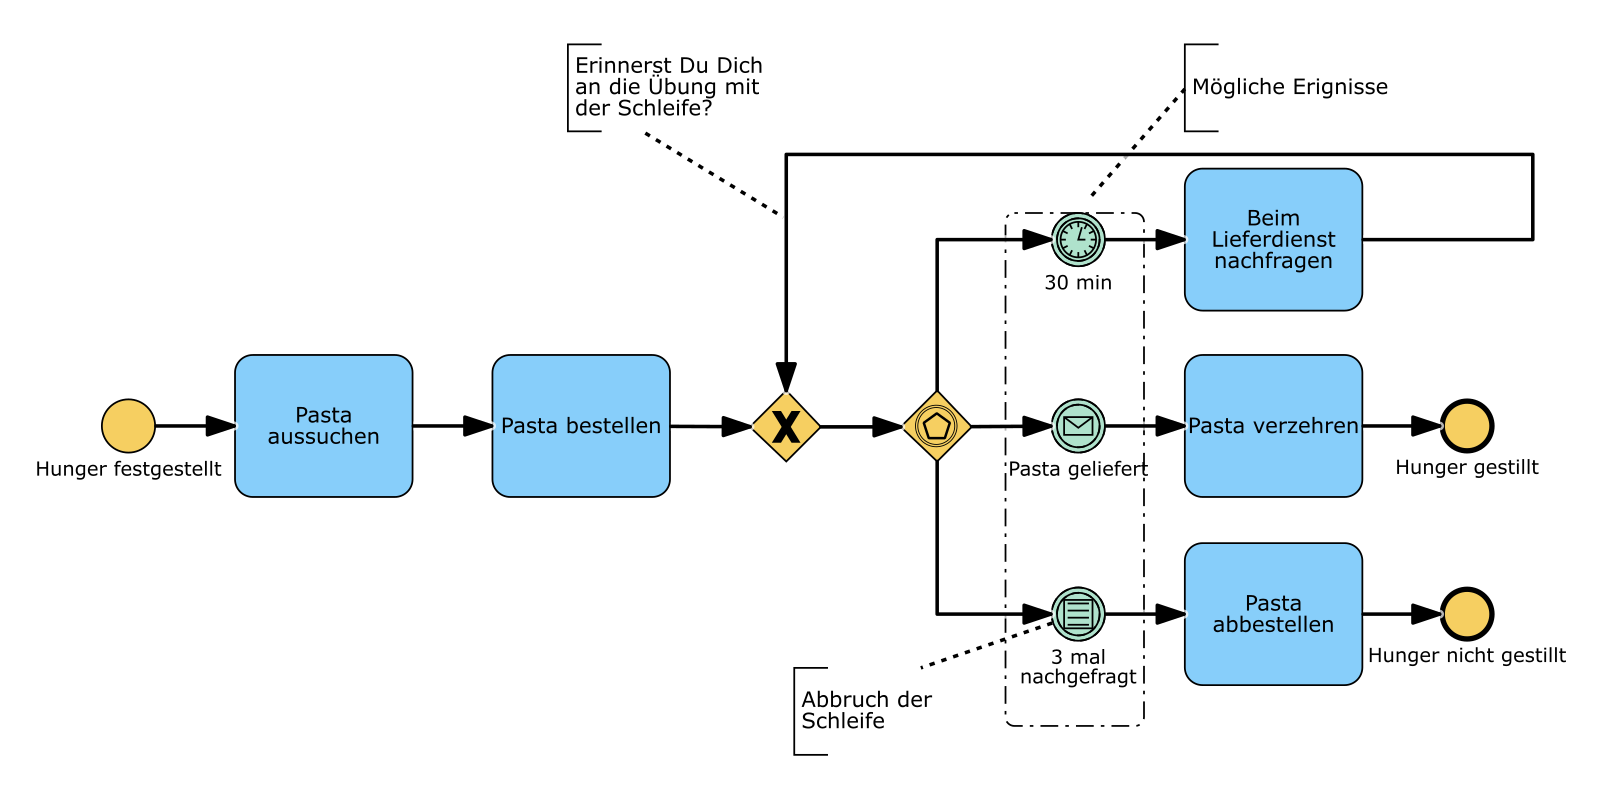 Erinnerst Du Dich
an die Übung mit
der Schleife?
Mögliche Erignisse
Beim
Lieferdienst
nachfragen
30 min
Hunger festgestellt
Pasta
aussuchen
Pasta bestellen
X
Pasta geliefert
Pasta verzehren
Hunger gestillt
3 mal
nachgefragt
Pasta
abbestellen
Hunger nicht gestillt
Abbruch der
Schleife